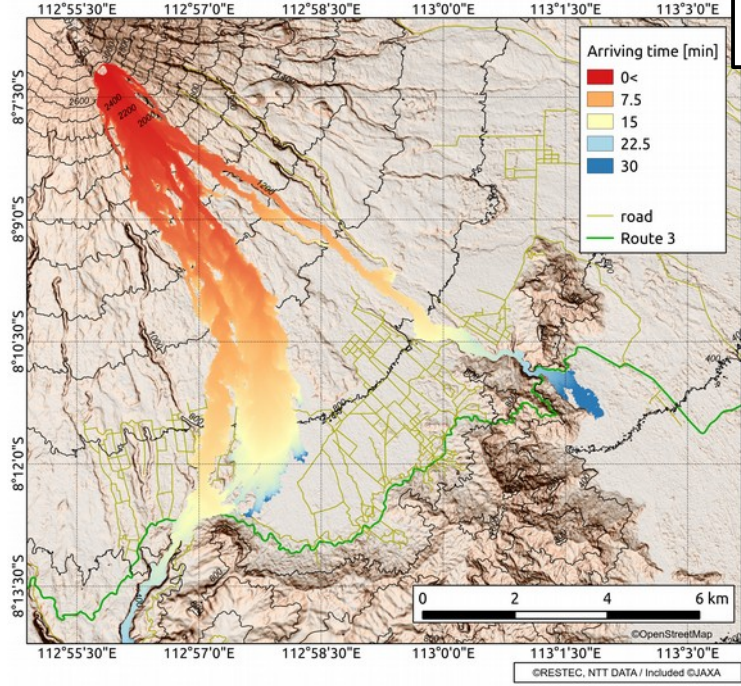 112°55'30"E 112°57'0"E 112°58'30"E 113°0'0"E 113°1'30"E 113°3'0"E
8°7'30"S
8°9'0"S
8°10'30"S
8°12'0"S
8°13'30"S
2600
2400
2200
2000
1200
1000
600
400
Arriving time [min]
0<
7.5
15
22.5
30
road
Route 3
0 2 4 6 km
©OpenStreetMap
112°55'30"E 112°57'0"E 112°58'30"E 113°0'0"E 113°1'30"E 113°3'0"E
©RESTEC, NTT DATA / Included ©JAXA